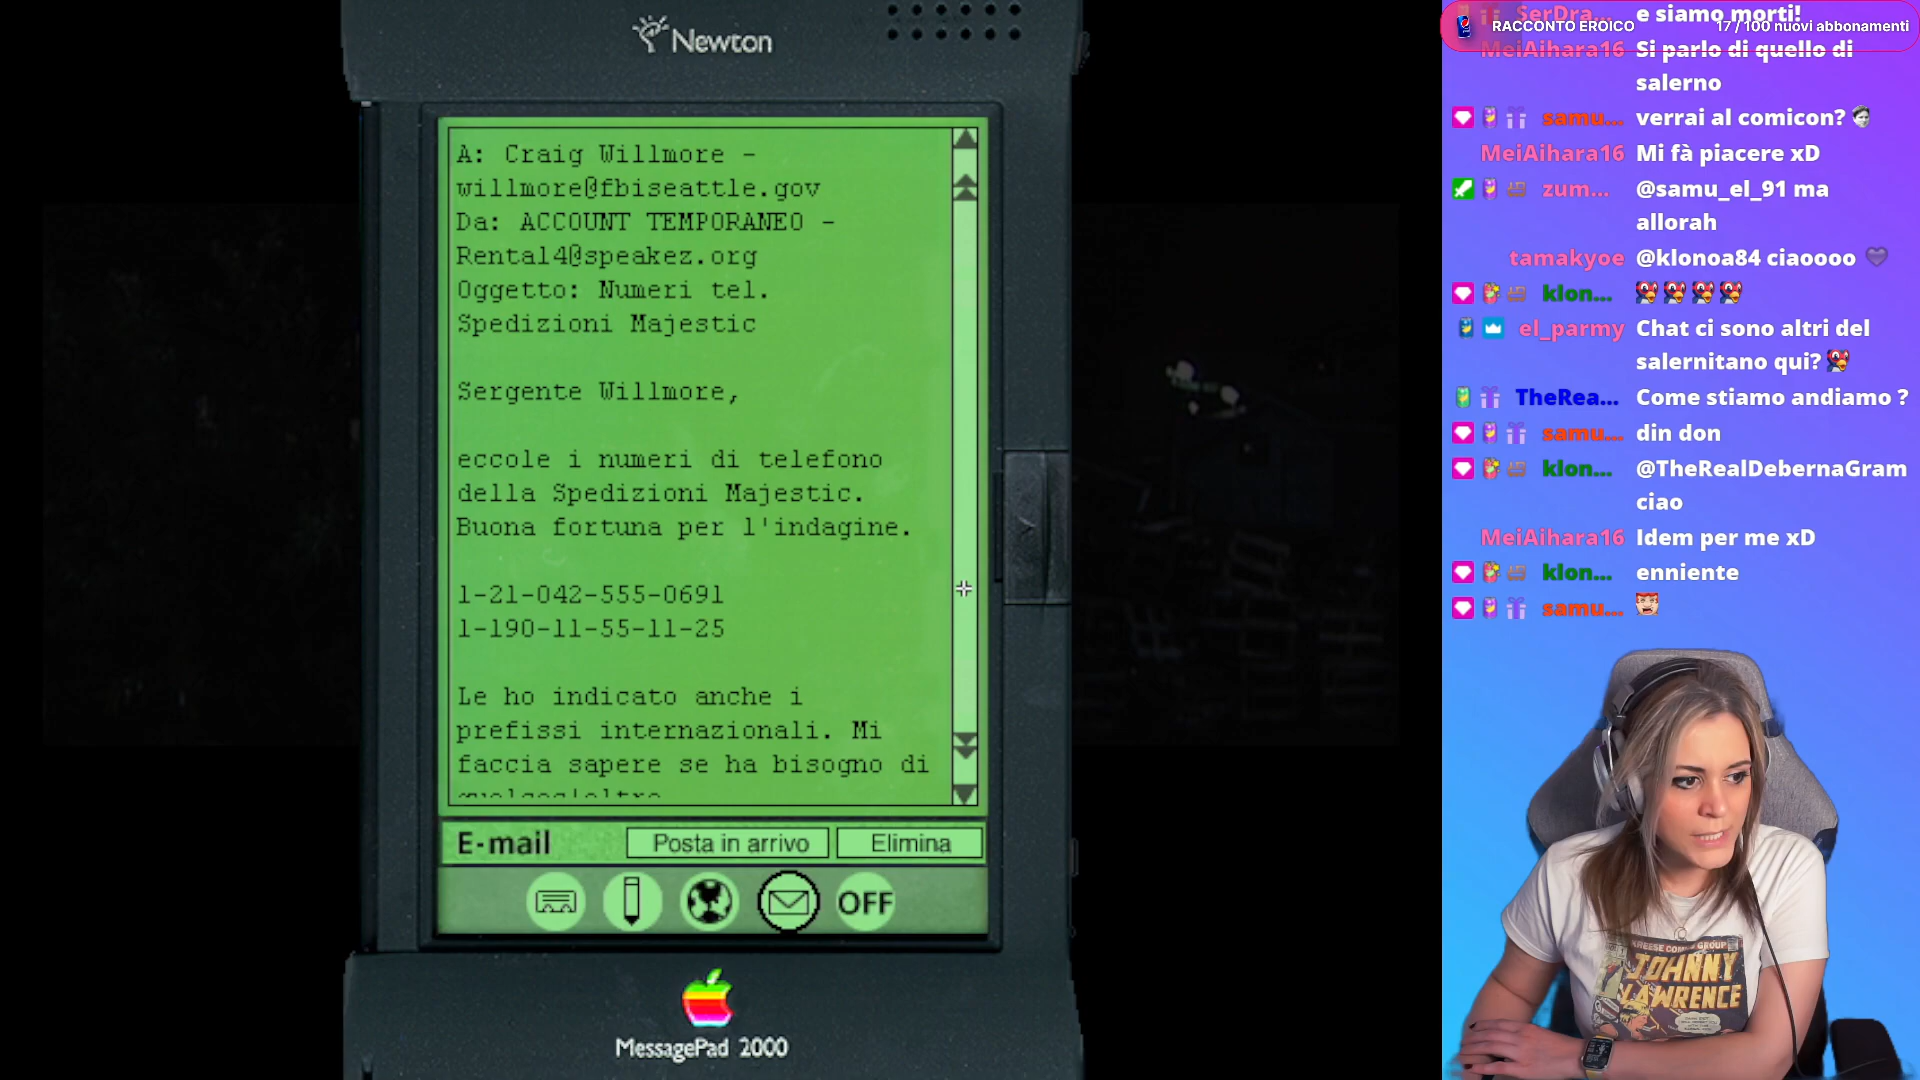 Newton
A: Craig Willmore -
willmore@fbiseattle.gov
Da: ACCOUNT TEMPORANEO -
Rental4@speakez.org
Oggetto: Numeri tel.
Spedizioni Majestic
Sergente Willmore,
eccole i numeri di telefono
della Spedizioni Majestic.
Buona fortuna per l'indagine.
1-21-042-555-0691
1-190-11-55-11-25
Le ho indicato anche i
prefissi internazionali. Mi
faccia sapere se ha bisogno di
E-mail
Posta in arrivo
Elimina
OFF
MessagePad 2000
SerDra... e siamo morti!
RACCONTO EROICO 17 / 100 nuovi abbonamenti
MeiAihara16 Si parlo di quello di
salerno
samu... verrai al comicon?
MeiAihara16 Mi fà piacere xD
zum... @samu_el_91 ma
allorah
tamakyoe @klonoa84 ciaoooo
klon...
el_parmy Chat ci sono altri del
salernitano qui?
TheRea... Come stiamo andiamo ?
samu... din don
klon... @TheRealDebernaGram
ciao
MeiAihara16 Idem per me xD
klon... enniente
samu...
JOHNNY
LAWRENCE